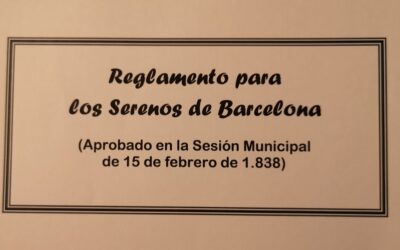 Reglamento para
los Serenos de Barcelona
(Aprobado en la Sesión Municipal
de 15 de febrero de 1.838)